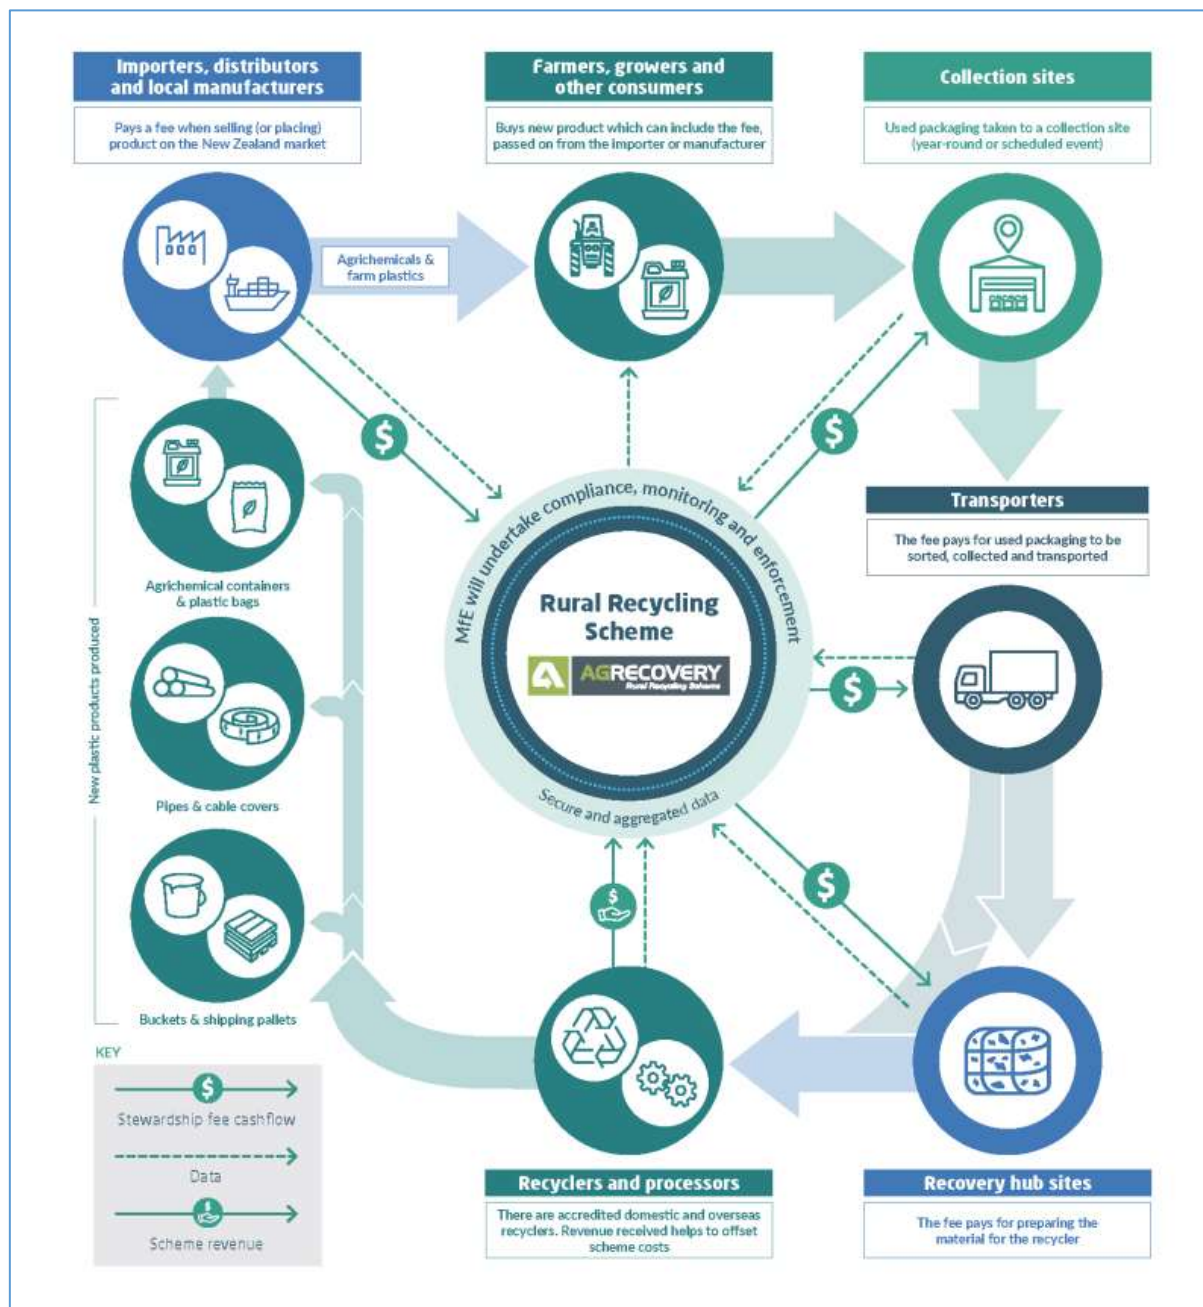 Importers, distributors
and local manufacturers
Pays a fee when selling (or placing)
product on the New Zealand market
Farmers, growers and
other consumers
Buys new product which can include the fee,
passed on from the importer or manufacturer
Collection sites
Used packaging taken to a collection site
(year-round or scheduled event)
Agrichemicals &
farm plastics
$
$
Transporters
The fee pays for used packaging to be
sorted, collected and transported
MfE will undertake compliance, monitoring and enforcement
Rural Recycling
Scheme
AGRECOVERY
Rural Recycling Scheme
Secure and aggregated data
$
$
$
New plastic products produced
Agrichemical containers
& plastic bags
Pipes & cable covers
Buckets & shipping pallets
KEY
$
Stewardship fee cashflow
Data
$
Scheme revenue
Recyclers and processors
There are accredited domestic and overseas
recyclers. Revenue received helps to offset
scheme costs
Recovery hub sites
The fee pays for preparing the
material for the recycler